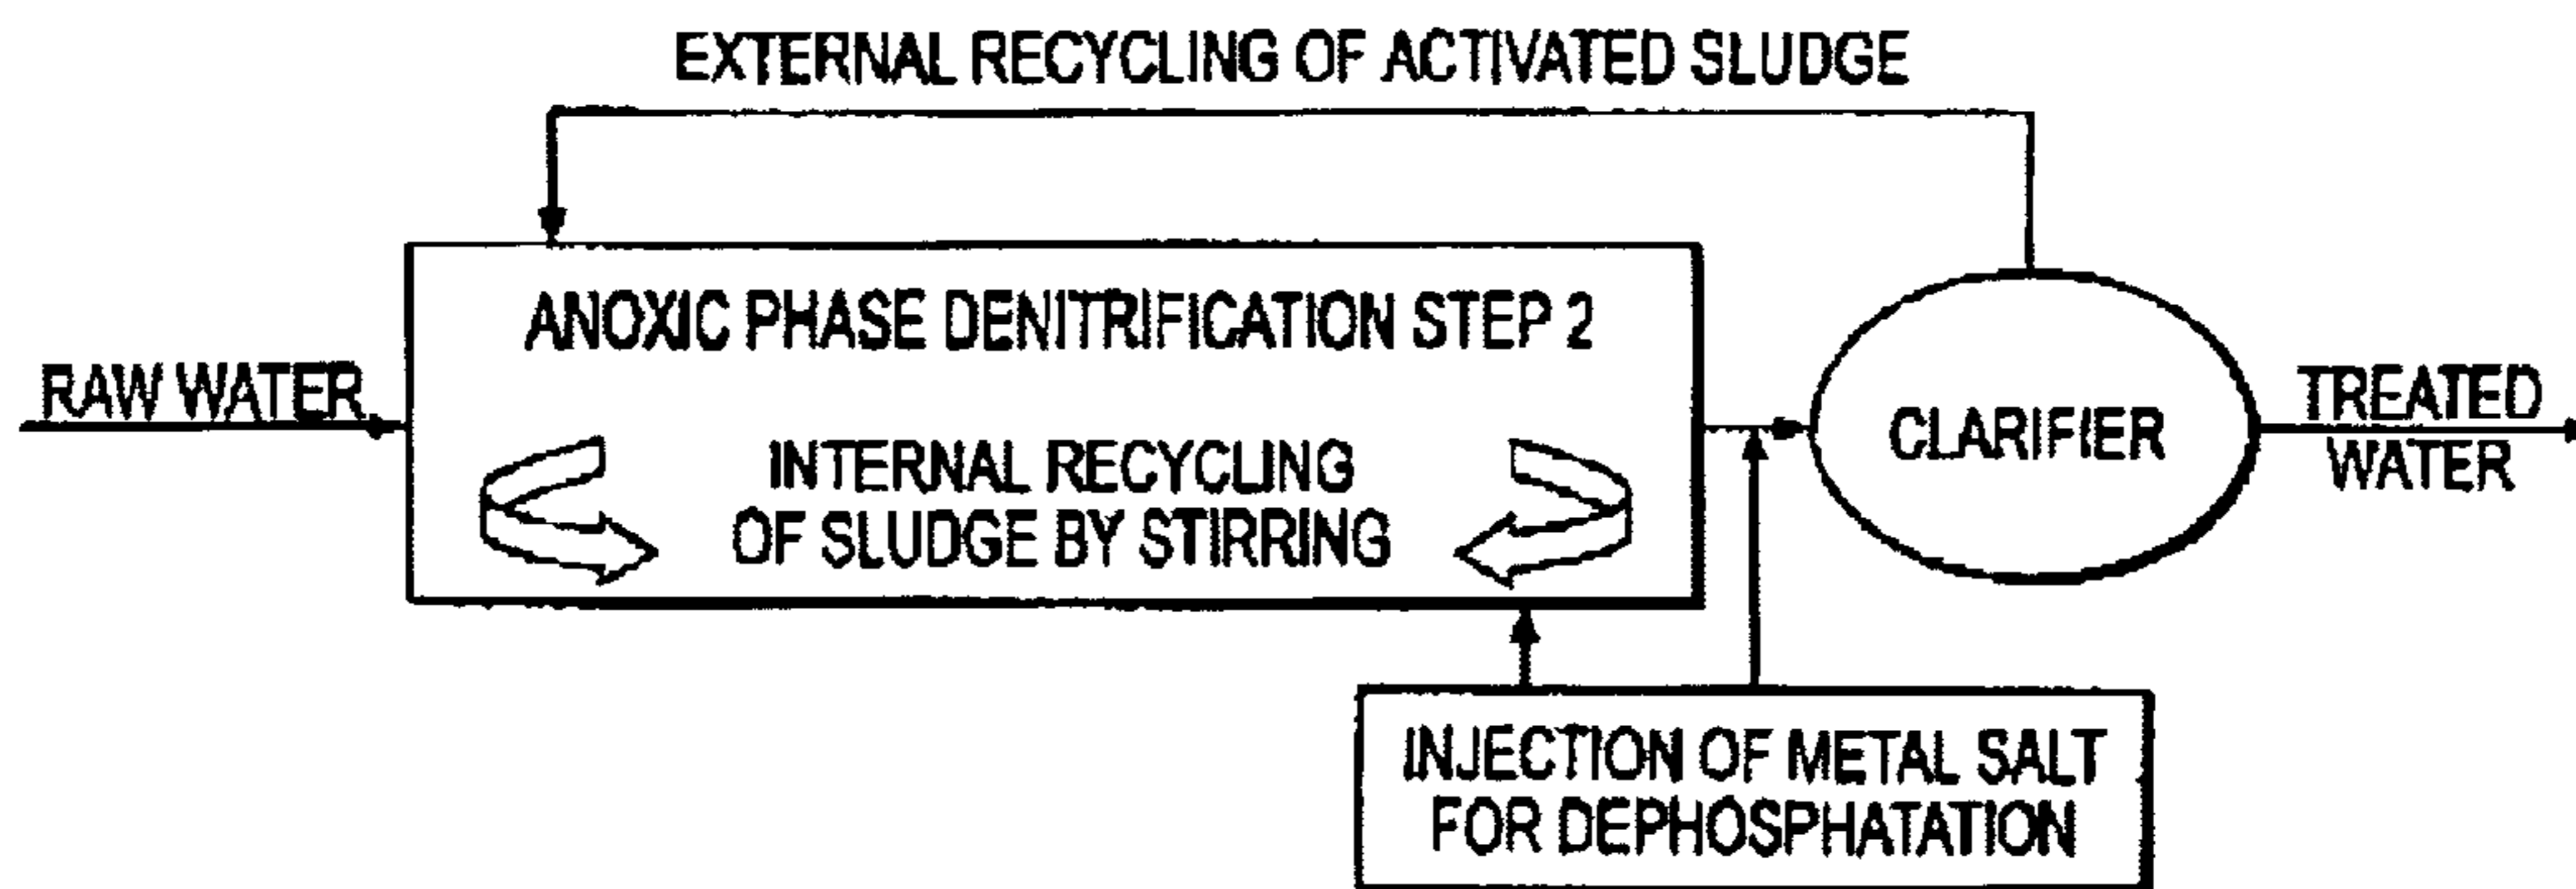 EXTERNAL RECYCLING OF ACTIVATED SLUDGE
ANOXIC PHASE DENITRIFICATION STEP 2
RAW WATER
INTERNAL RECYCLING
OF SLUDGE BY STIRRING
CLARIFIER
TREATED
WATER
INJECTION OF METAL SALT
FOR DEPHOSPHATATION